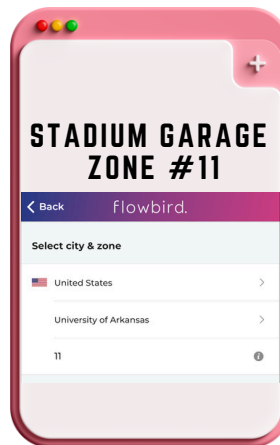 STADIUM GARAGE
ZONE #11
Back flowbird.
Select city & zone
United States
University of Arkansas
11